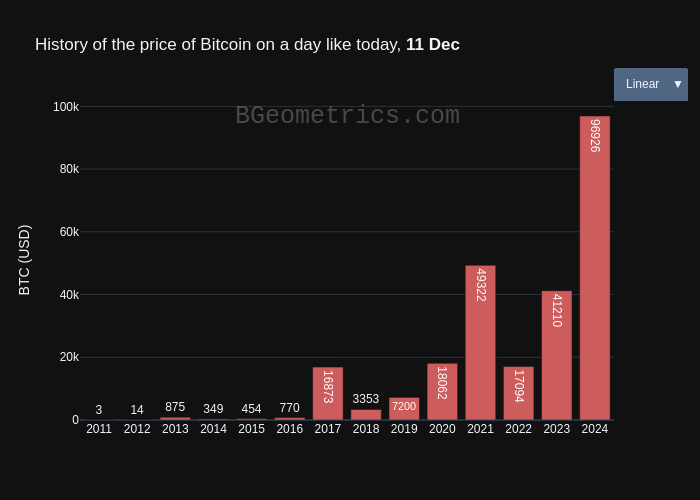 History of the price of Bitcoin on a day like today, 11 Dec
Linear ▼
BGeometrics.com
BTC (USD)
100k
80k
60k
40k
20k
0
3
14
875
349
454
770
16873
3353
7200
18062
49322
17094
41210
96926
2011 2012 2013 2014 2015 2016 2017 2018 2019 2020 2021 2022 2023 2024